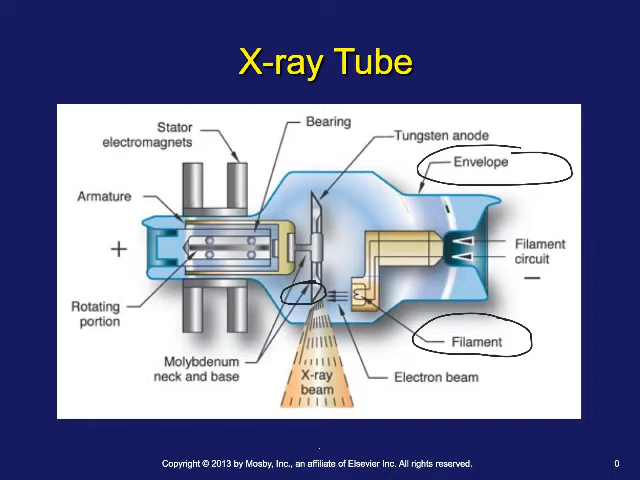 X-ray Tube
Stator
electromagnets
Bearing
Tungsten anode
Envelope
Armature
+
Filament
circuit
−
Rotating
portion
Filament
Molybdenum
neck and base
X-ray
beam
Electron beam
Copyright © 2013 by Mosby, Inc., an affiliate of Elsevier Inc. All rights reserved.
0